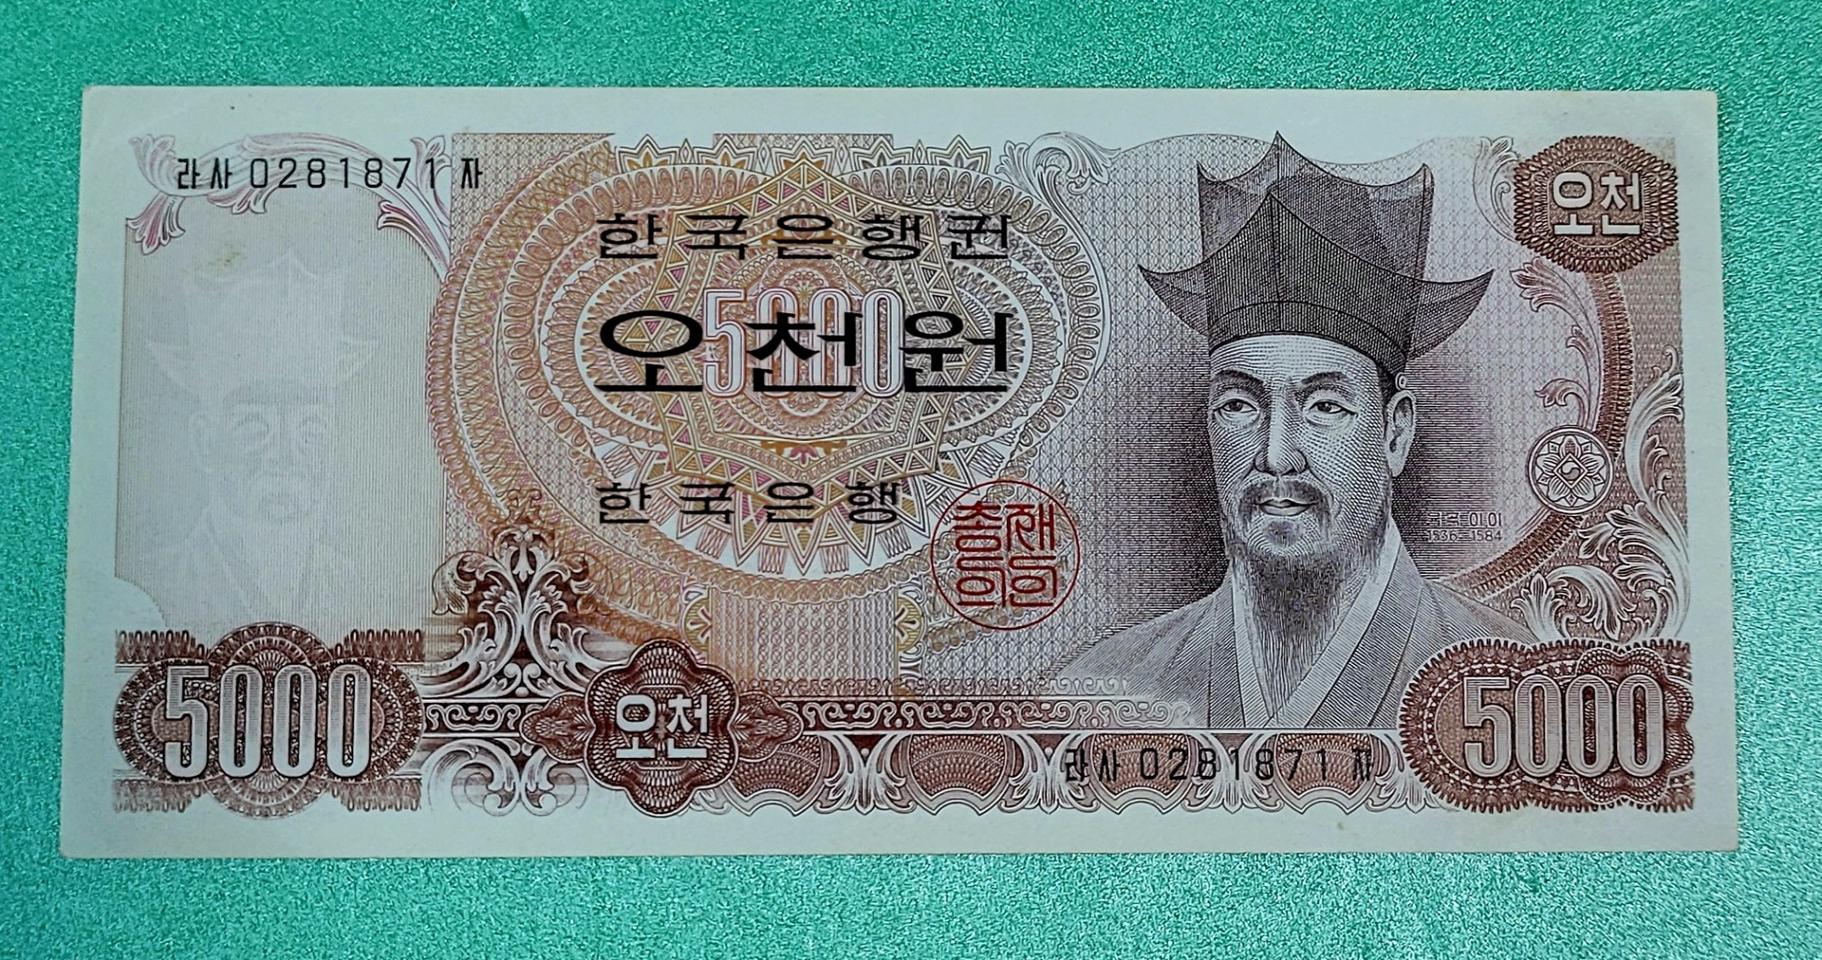 라사 0281871 자
오천
한국은행권
5000
오천원
한국은행
총재의인
율곡 이이
1536-1584
5000
오천
라사 0281871 자
5000